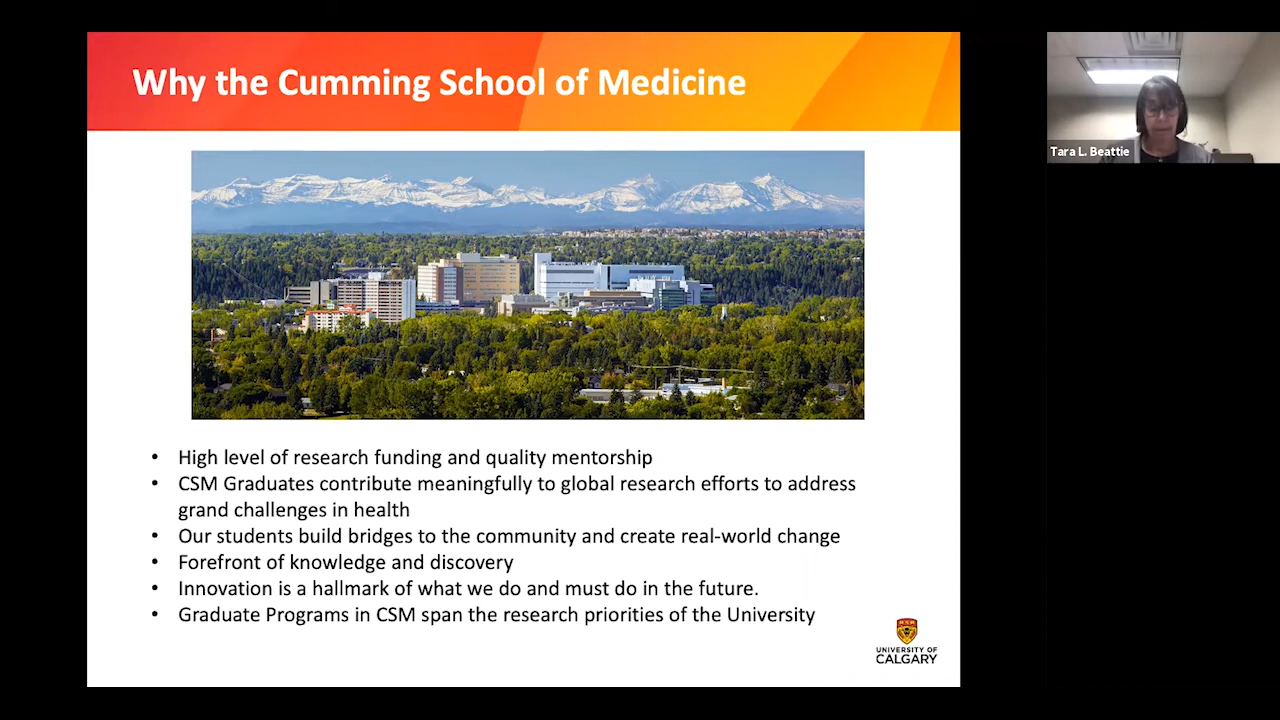 Why the Cumming School of Medicine
Tara L. Beattie
• High level of research funding and quality mentorship
• CSM Graduates contribute meaningfully to global research efforts to address
grand challenges in health
• Our students build bridges to the community and create real-world change
• Forefront of knowledge and discovery
• Innovation is a hallmark of what we do and must do in the future.
• Graduate Programs in CSM span the research priorities of the University
UNIVERSITY OF
CALGARY